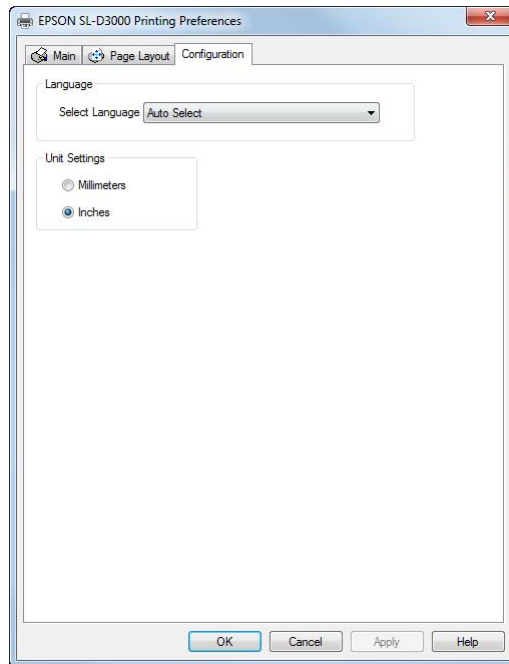 EPSON SL-D3000 Printing Preferences
Main Page Layout Configuration
Language
Select Language Auto Select
Unit Settings
Millimeters
Inches
OK Cancel Apply Help